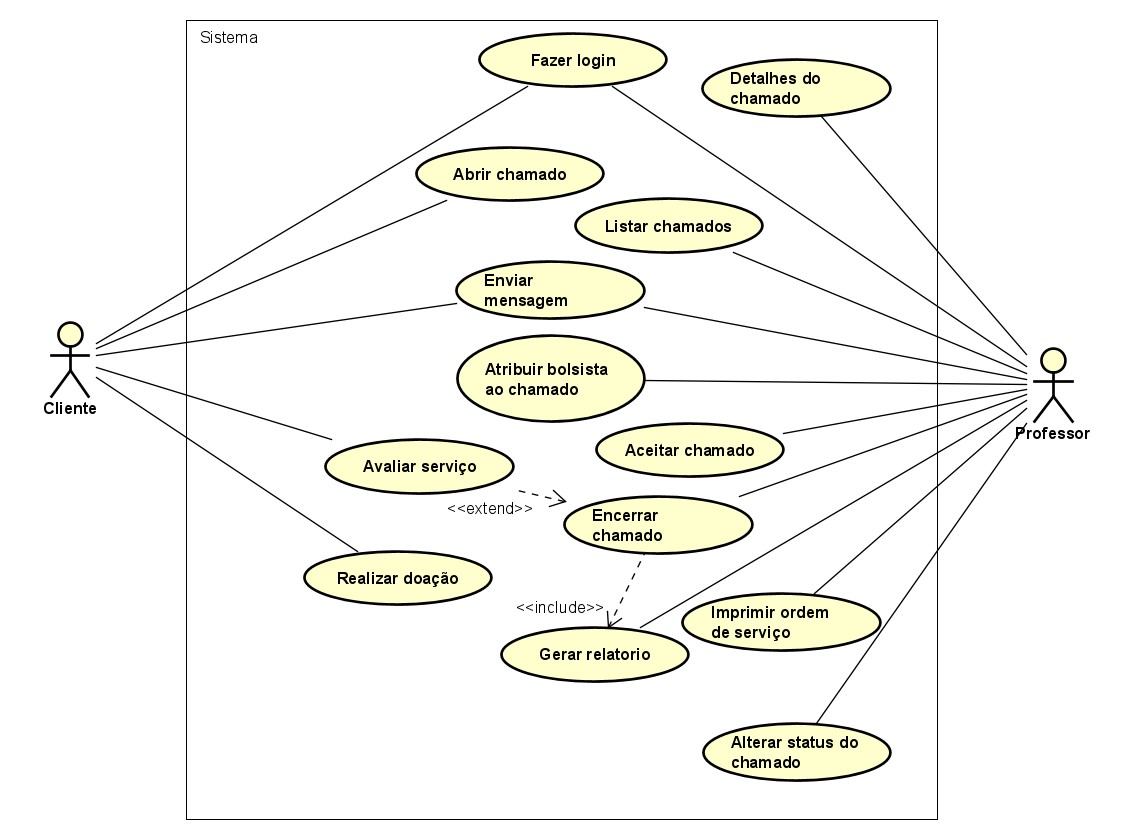 Sistema
Fazer login
Detalhes do
chamado
Abrir chamado
Listar chamados
Enviar
mensagem
Atribuir bolsista
ao chamado
Cliente
Professor
Aceitar chamado
Avaliar serviço
<<extend>>
Encerrar
chamado
Realizar doação
<<include>>
Imprimir ordem
de serviço
Gerar relatorio
Alterar status do
chamado